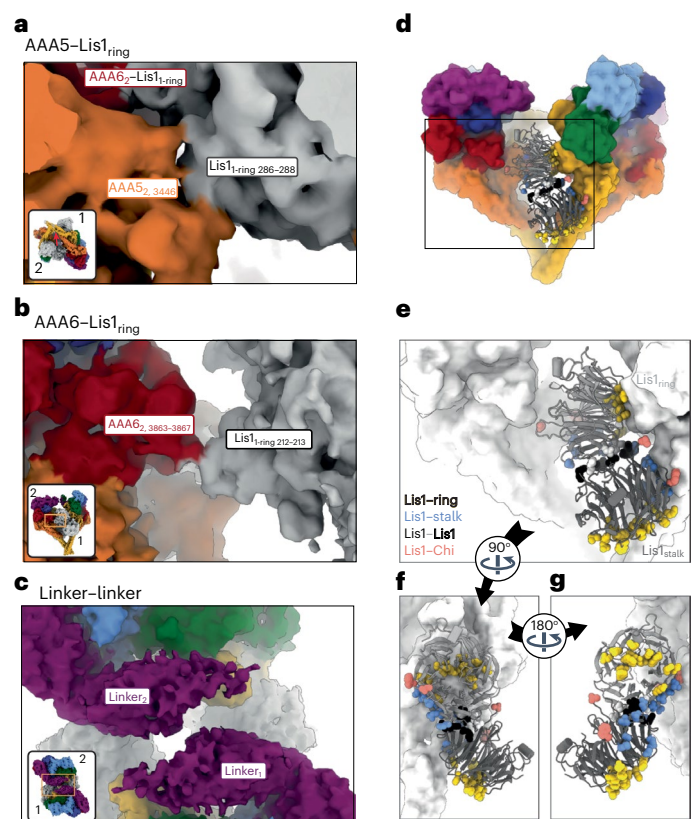 a
AAA5–Lis1ring
AAA62–Lis11-ring
Lis11-ring 286–288
AAA52, 3446
1
2
b
AAA6–Lis1ring
AAA62, 3863–3867
Lis11-ring 212–213
2
1
c
Linker–linker
Linker2
Linker1
2
1
d
e
Lis1ring
Lis1–ring
Lis1–stalk
Lis1–Lis1
Lis1–Chi
Lis1stalk
90°
f
180°
g